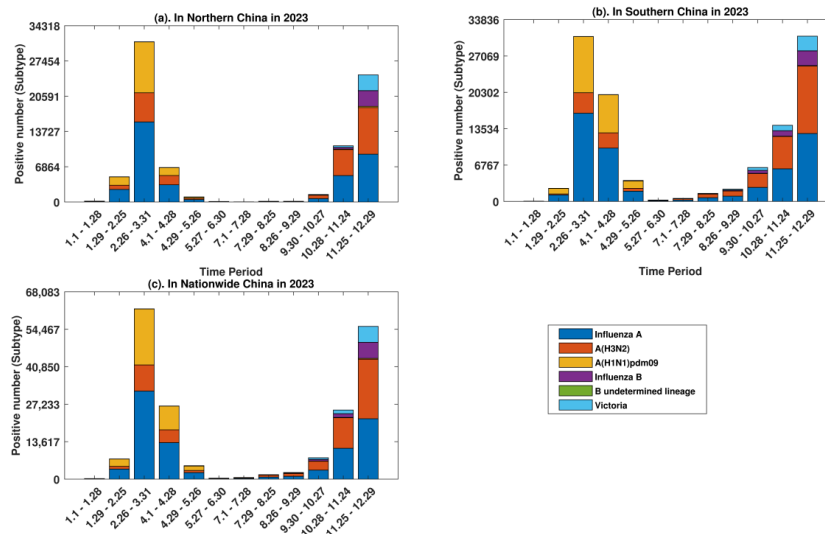 (a). In Northern China in 2023
34318
27454
20591
13727
6864
0
Positive number (Subtype)
1.1 - 1.28
1.29 - 2.25
2.26 - 3.31
4.1 - 4.28
4.29 - 5.26
5.27 - 6.30
7.1 - 7.28
7.29 - 8.25
8.26 - 9.29
9.30 - 10.27
10.28 - 11.24
11.25 - 12.29
Time Period
(b). In Southern China in 2023
33836
27069
20302
13534
6767
0
Positive number (Subtype)
1.1 - 1.28
1.29 - 2.25
2.26 - 3.31
4.1 - 4.28
4.29 - 5.26
5.27 - 6.30
7.1 - 7.28
7.29 - 8.25
8.26 - 9.29
9.30 - 10.27
10.28 - 11.24
11.25 - 12.29
Time Period
(c). In Nationwide China in 2023
68,083
54,467
40,850
27,233
13,617
0
Positive number (Subtype)
1.1 - 1.28
1.29 - 2.25
2.26 - 3.31
4.1 - 4.28
4.29 - 5.26
5.27 - 6.30
7.1 - 7.28
7.29 - 8.25
8.26 - 9.29
9.30 - 10.27
10.28 - 11.24
11.25 - 12.29
Influenza A
A(H3N2)
A(H1N1)pdm09
Influenza B
B undetermined lineage
Victoria